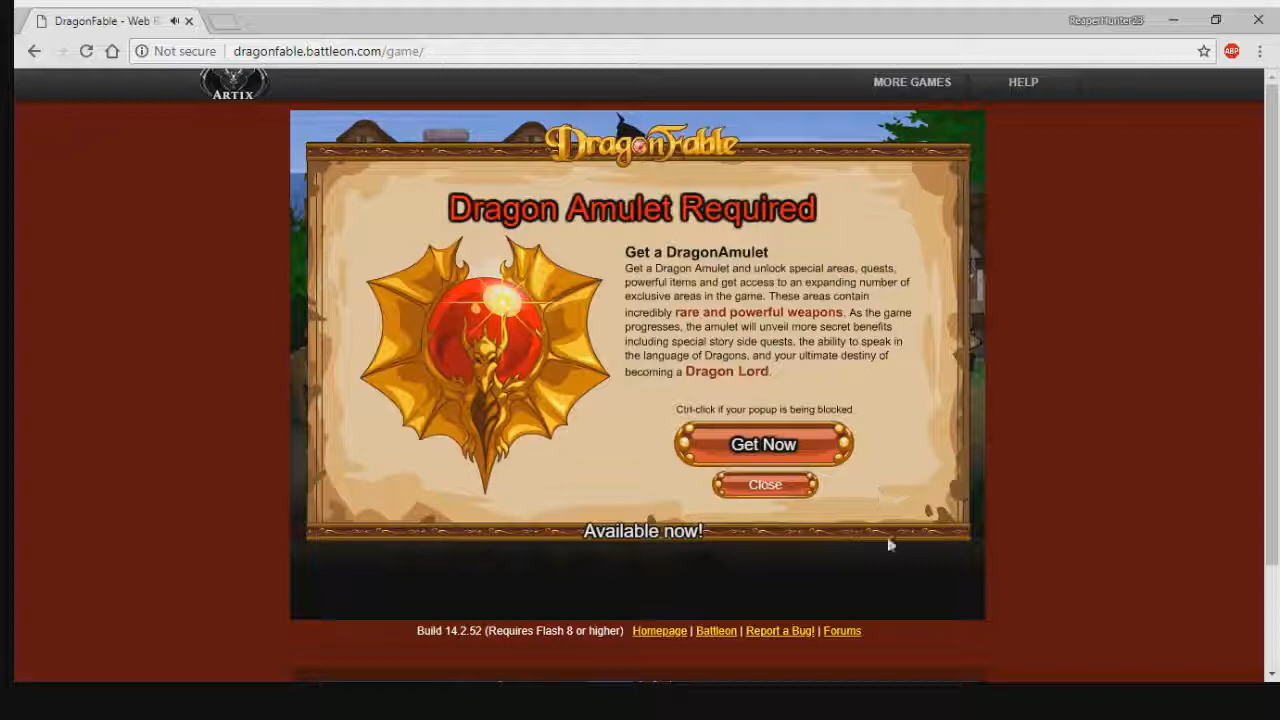 DragonFable - Web
ReaperHunter23
Not secure
dragonfable.battleon.com/game/
ABP
ARTIX
MORE GAMES
HELP
DragonFable
Dragon Amulet Required
Get a DragonAmulet
Get a Dragon Amulet and unlock special areas, quests,
powerful items and get access to an expanding number of
exclusive areas in the game. These areas contain
incredibly rare and powerful weapons. As the game
progresses, the amulet will unveil more secret benefits
including special story side quests, the ability to speak in
the language of Dragons, and your ultimate destiny of
becoming a Dragon Lord.
Ctrl-click if your popup is being blocked.
Get Now
Close
Available now!
Build 14.2.52 (Requires Flash 8 or higher) Homepage | Battleon | Report a Bug! | Forums